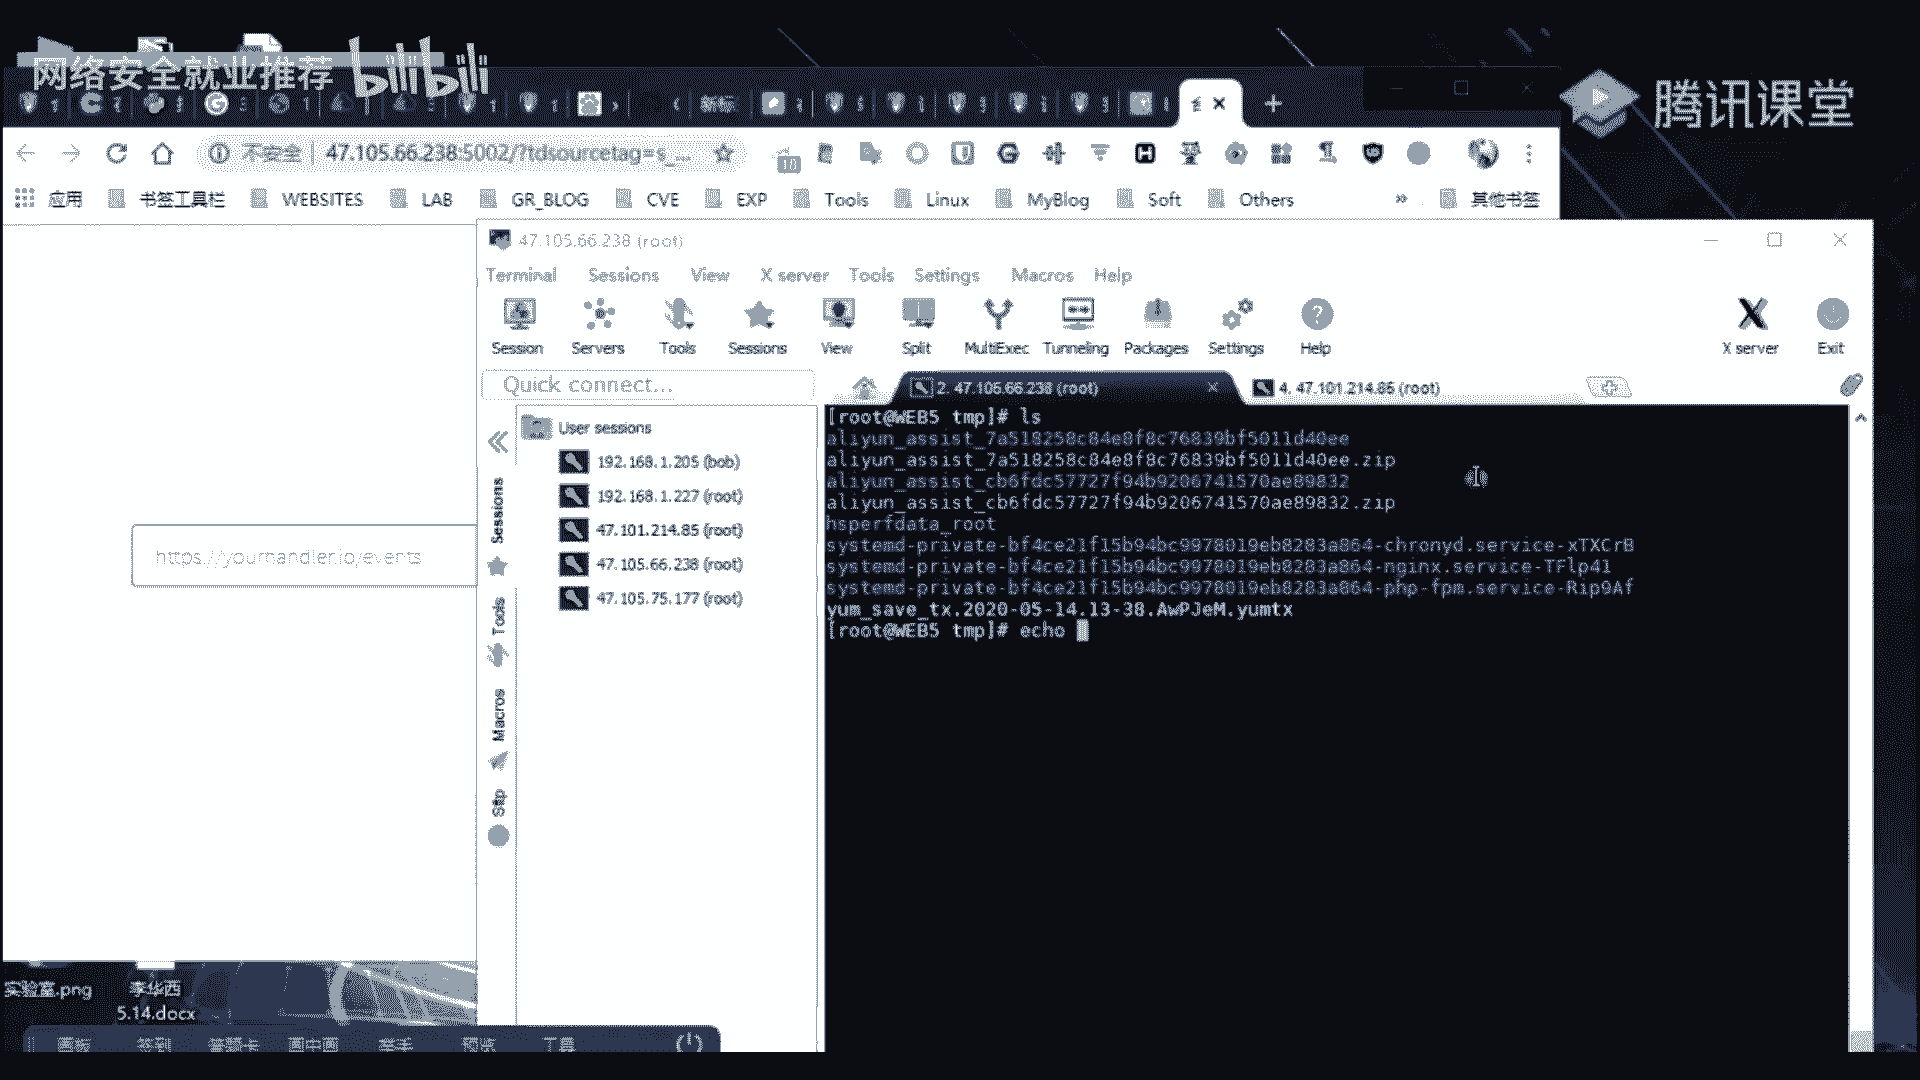 网络安全就业推荐 bilibili
腾讯课堂
新标
不安全 | 47.105.66.238:5002/?tdsourcetag=s_...
应用 书签工具栏 WEBSITES LAB GR_BLOG CVE EXP Tools Linux MyBlog Soft Others » 其他书签
47.105.66.238 (root)
Terminal Sessions View X server Tools Settings Macros Help
Session Servers Tools Sessions View Split MultiExec Tunneling Packages Settings Help X server Exit
Quick connect...
2. 47.105.66.238 (root)
4. 47.101.214.85 (root)
User sessions
192.168.1.205 (bob)
192.168.1.227 (root)
47.101.214.85 (root)
47.105.66.238 (root)
47.105.75.177 (root)
Sessions
Tools
Macros
Sftp
https://yourhandler.io/events
[root@WEB5 tmp]# ls
aliyun_assist_7a518258c84e8f8c76839bf5011d40ee
aliyun_assist_7a518258c84e8f8c76839bf5011d40ee.zip
aliyun_assist_cb6fdc57727f94b9206741570ae89832
aliyun_assist_cb6fdc57727f94b9206741570ae89832.zip
hsperfdata_root
systemd-private-bf4ce21f15b94bc9978019eb8283a864-chronyd.service-xTXCrB
systemd-private-bf4ce21f15b94bc9978019eb8283a864-nginx.service-TFlp41
systemd-private-bf4ce21f15b94bc9978019eb8283a864-php-fpm.service-Rip9Af
yum_save_tx.2020-05-14.13-38.AwPJeM.yumtx
[root@WEB5 tmp]# echo
实验室.png
李华西
5.14.docx
画板 签到 答题卡 画中画 举手 预览 工具